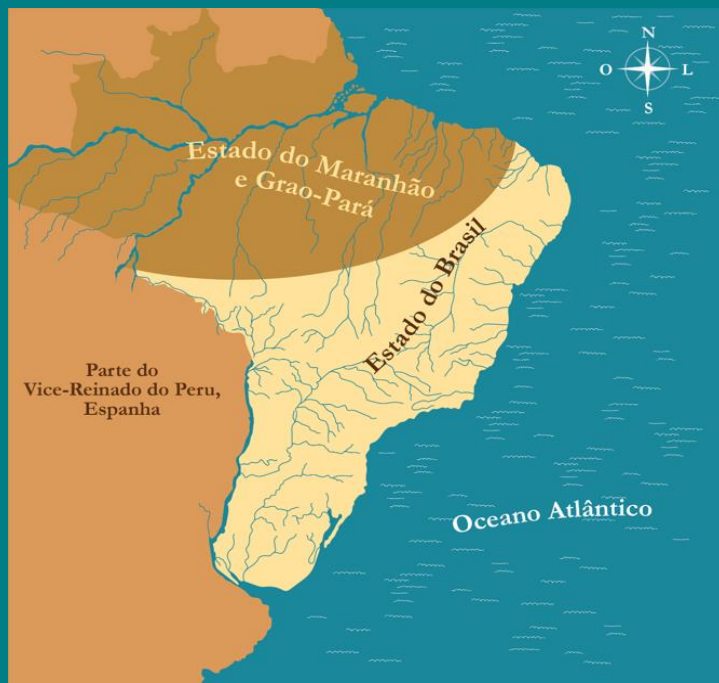 N
O L
S
Estado do Maranhão
e Grao-Pará
Estado do Brasil
Parte do
Vice-Reinado do Peru,
Espanha
Oceano Atlântico